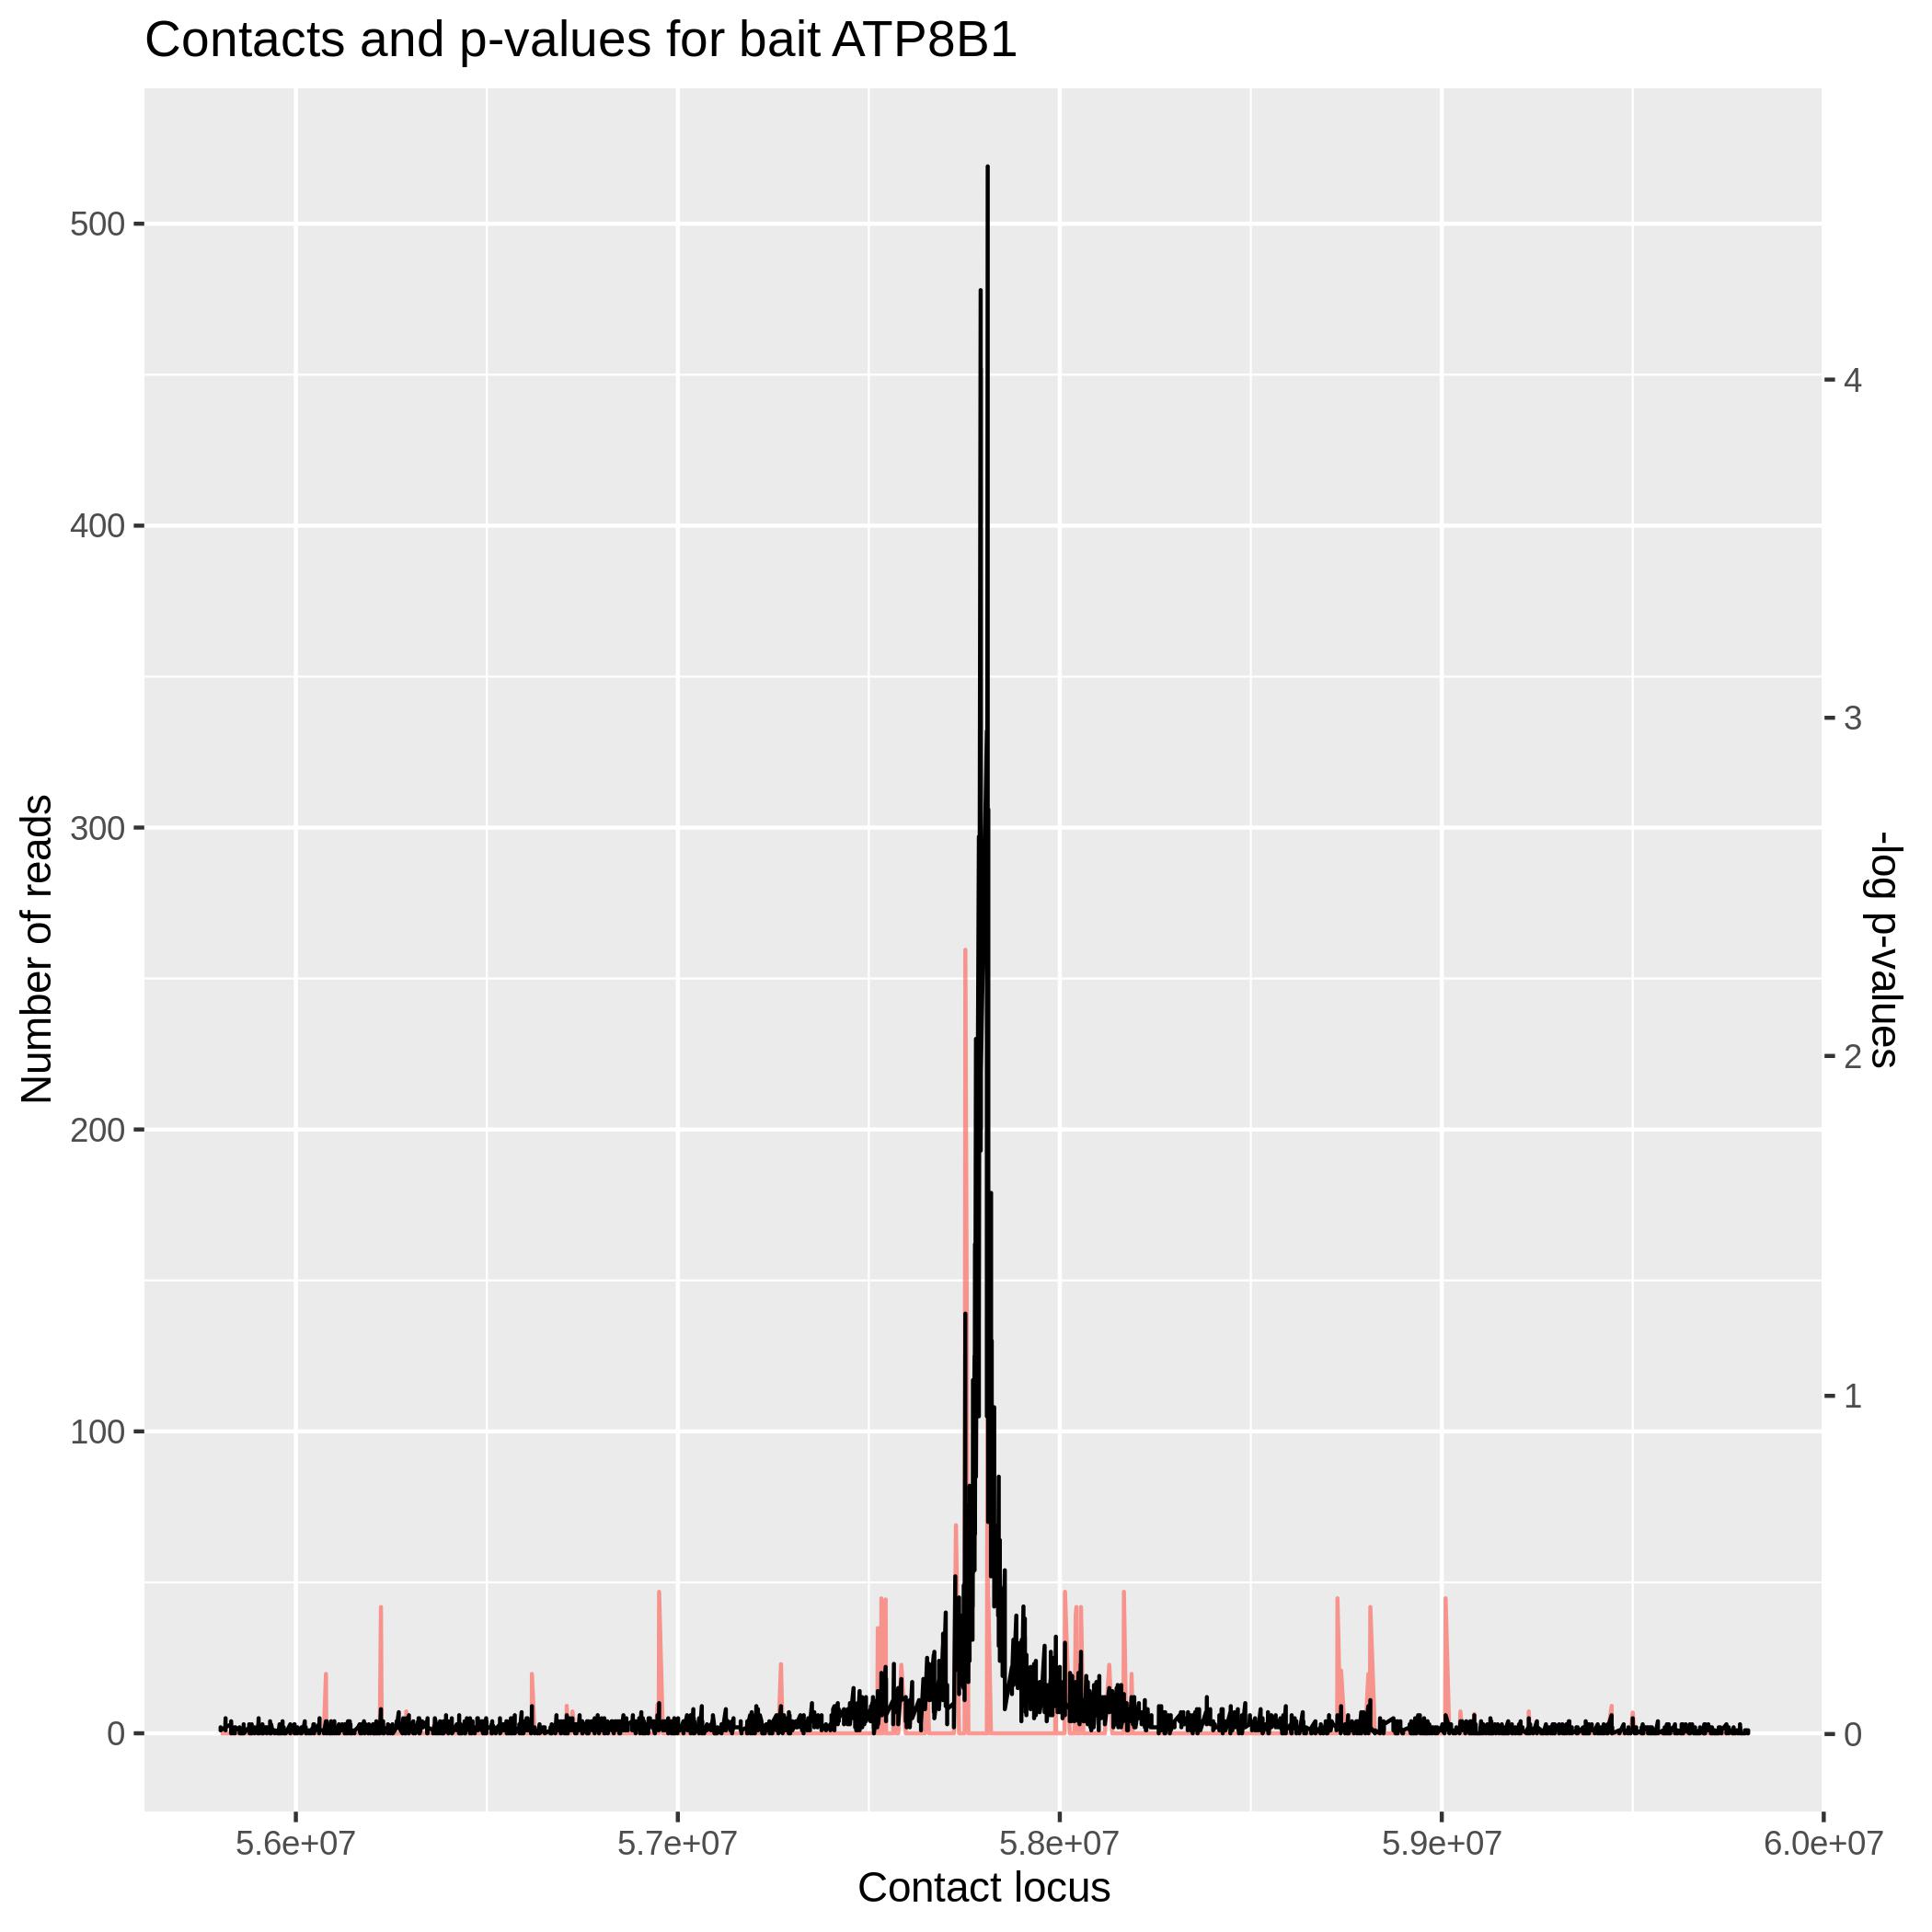 Contacts and p-values for bait ATP8B1
500
400
300
200
100
0
Number of reads
4
3
2
1
0
-log p-values
5.6e+07
5.7e+07
5.8e+07
5.9e+07
6.0e+07
Contact locus